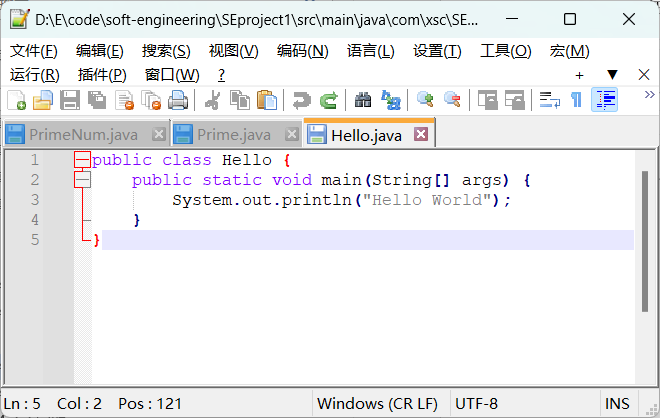 D:\E\code\soft-engineering\SEproject1\src\main\java\com\xsc\SE...
文件(F) 编辑(E) 搜索(S) 视图(V) 编码(N) 语言(L) 设置(T) 工具(O) 宏(M)
运行(R) 插件(P) 窗口(W) ? + ▼ X
PrimeNum.java Prime.java Hello.java
1 public class Hello {
2 public static void main(String[] args) {
3 System.out.println("Hello World");
4 }
5 }
Ln : 5 Col : 2 Pos : 121 Windows (CR LF) UTF-8 INS